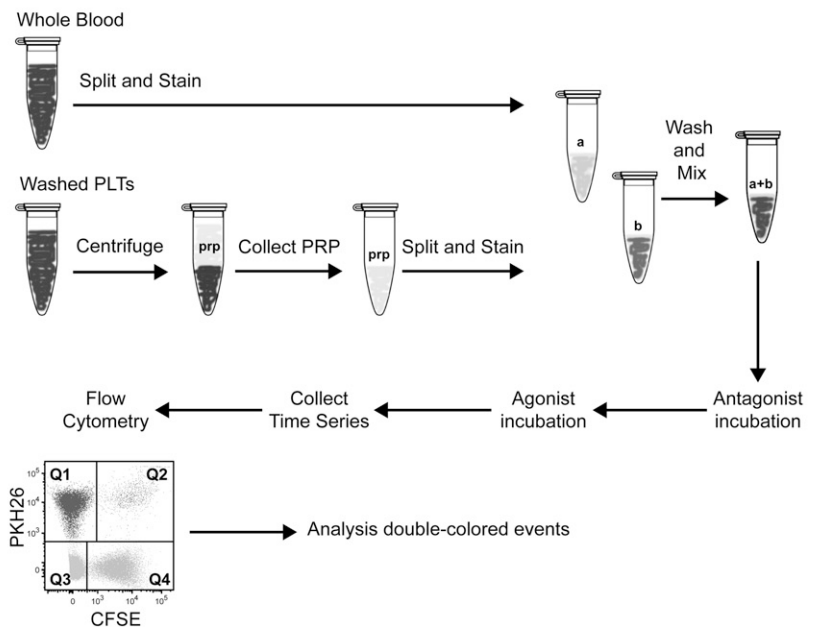 Whole Blood
Split and Stain
a
Wash
and
Mix
a+b
b
Washed PLTs
Centrifuge
prp
Collect PRP
prp
Split and Stain
Flow
Cytometry
Collect
Time Series
Agonist
incubation
Antagonist
incubation
PKH26
10⁵
10⁴
10³
0
Q1
Q2
Q3
Q4
0
10³
10⁴
10⁵
CFSE
Analysis double-colored events